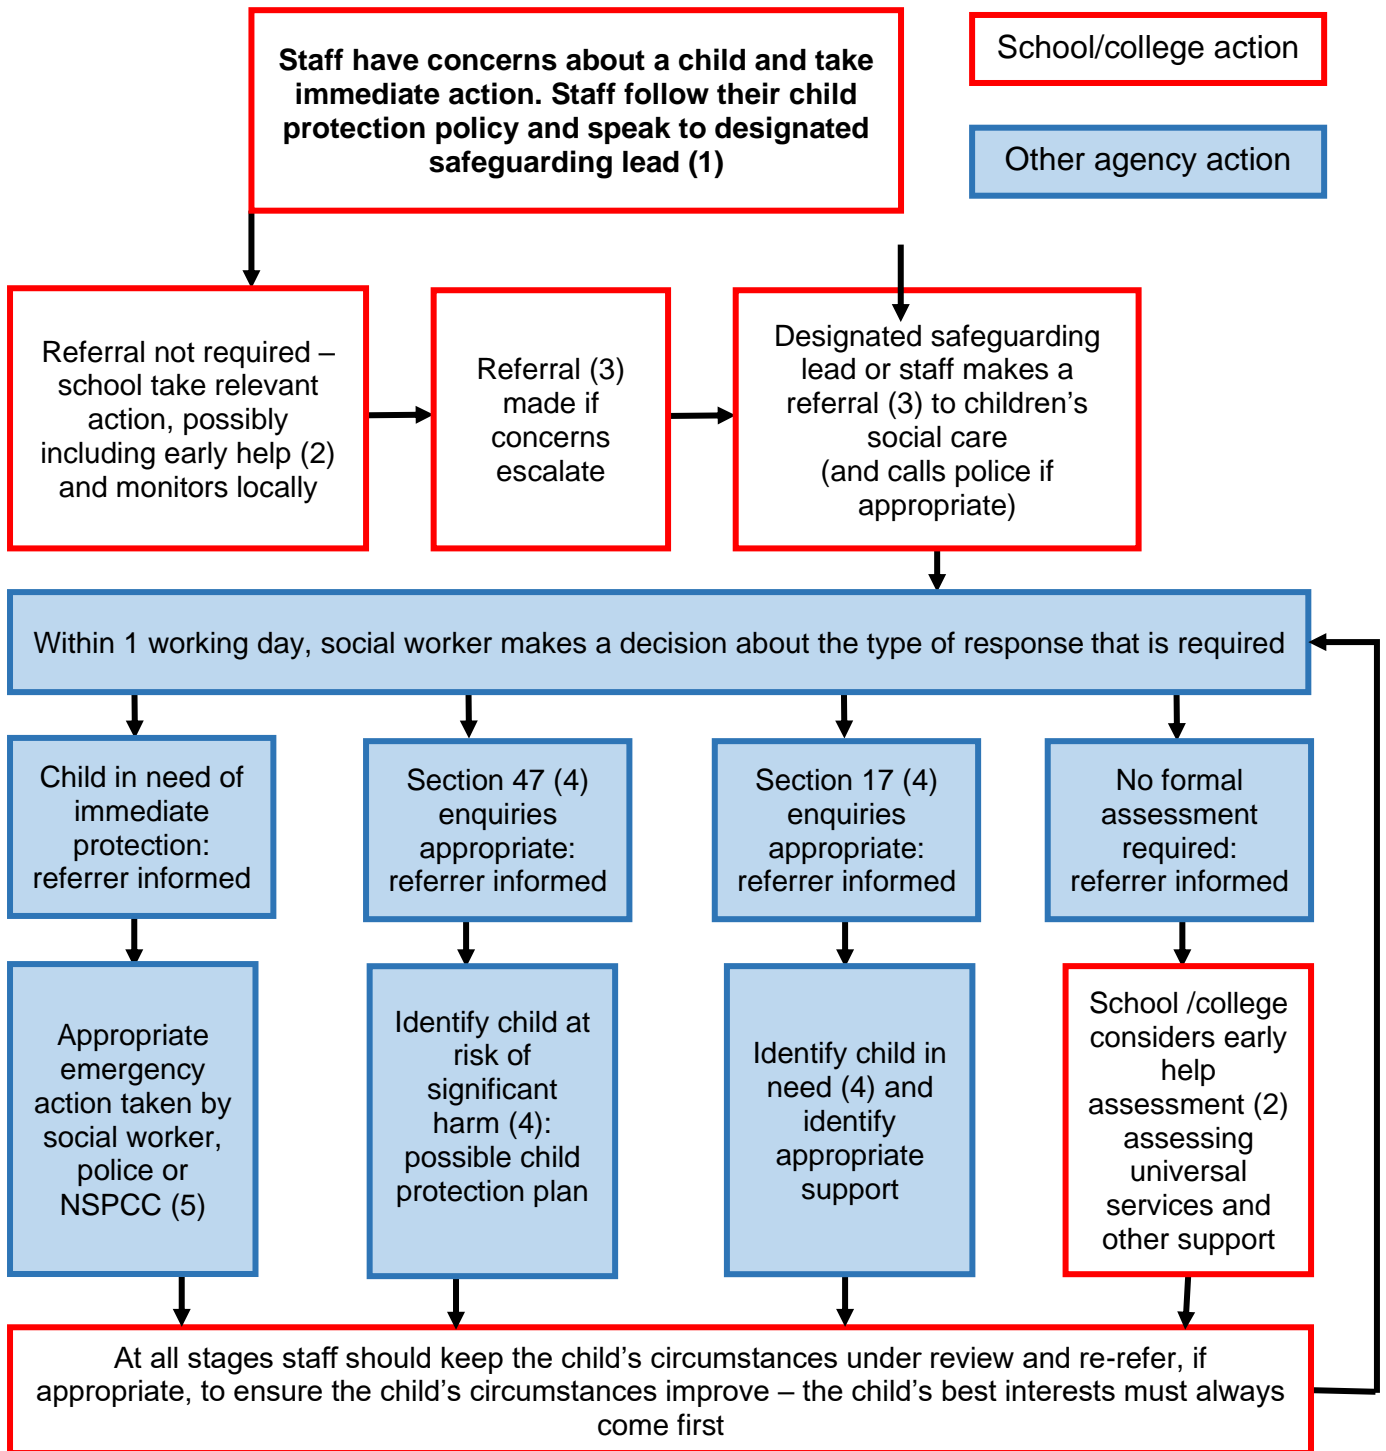 Staff have concerns about a child and take
immediate action. Staff follow their child
protection policy and speak to designated
safeguarding lead (1)
School/college action
Other agency action
Referral not required –
school take relevant
action, possibly
including early help (2)
and monitors locally
Referral (3)
made if
concerns
escalate
Designated safeguarding
lead or staff makes a
referral (3) to children’s
social care
(and calls police if
appropriate)
Within 1 working day, social worker makes a decision about the type of response that is required
Child in need of
immediate
protection:
referrer informed
Section 47 (4)
enquiries
appropriate:
referrer informed
Section 17 (4)
enquiries
appropriate:
referrer informed
No formal
assessment
required:
referrer informed
Appropriate
emergency
action taken by
social worker,
police or
NSPCC (5)
Identify child at
risk of
significant
harm (4):
possible child
protection plan
Identify child in
need (4) and
identify
appropriate
support
School /college
considers early
help
assessment (2)
assessing
universal
services and
other support
At all stages staff should keep the child’s circumstances under review and re-refer, if
appropriate, to ensure the child’s circumstances improve – the child’s best interests must always
come first